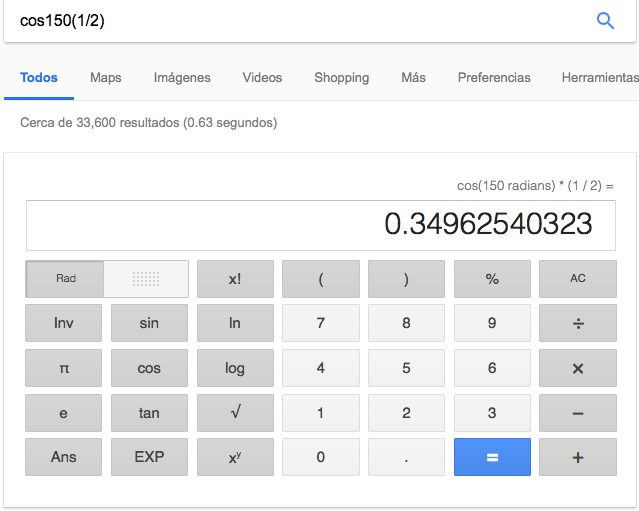 cos150(1/2)
Todos Maps Imágenes Videos Shopping Más Preferencias Herramientas
Cerca de 33,600 resultados (0.63 segundos)
cos(150 radians) * (1 / 2) =
0.34962540323
Rad x! ( ) % AC
Inv sin ln 7 8 9 ÷
π cos log 4 5 6 ×
e tan √ 1 2 3 −
Ans EXP xʸ 0 . = +